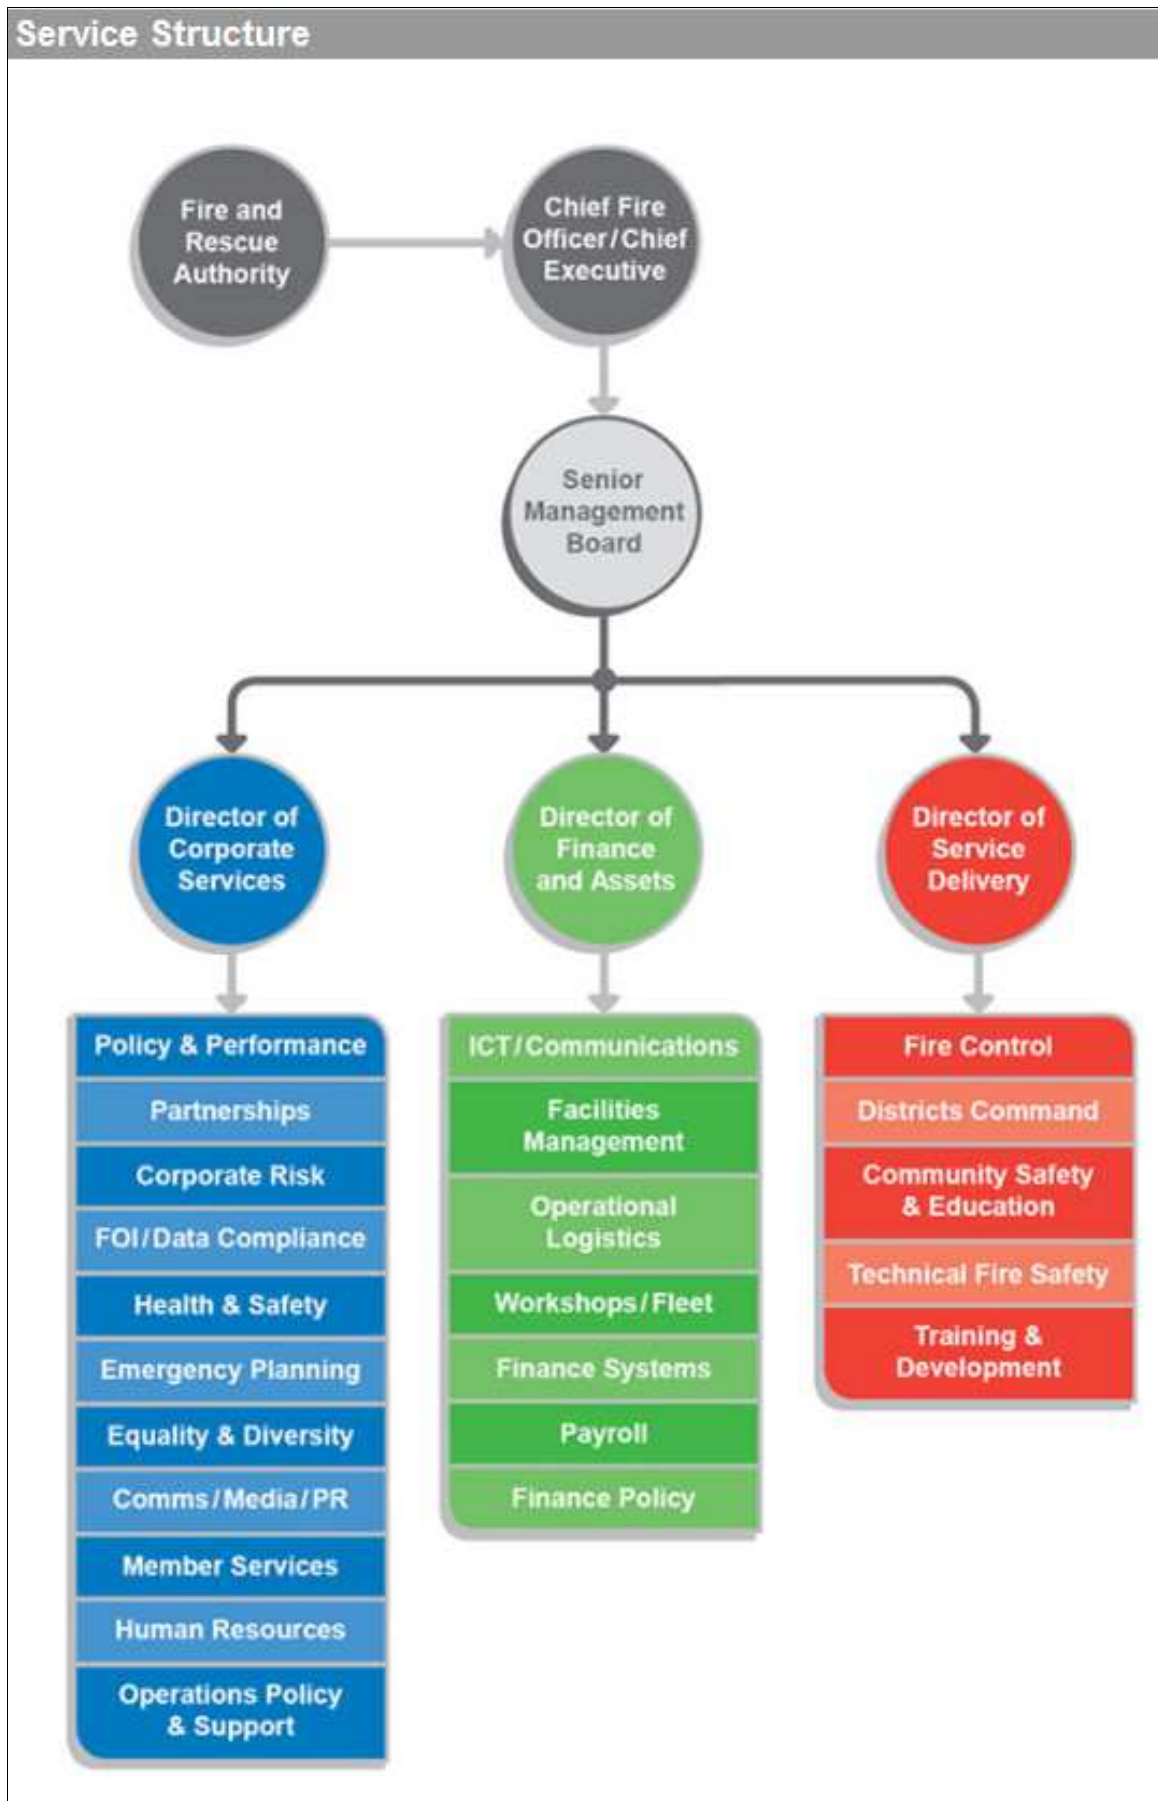 Service Structure
Fire and
Rescue
Authority
Chief Fire
Officer/Chief
Executive
Senior
Management
Board
Director of
Corporate
Services
Director of
Finance
and Assets
Director of
Service
Delivery
Policy & Performance
Partnerships
Corporate Risk
FOI/Data Compliance
Health & Safety
Emergency Planning
Equality & Diversity
Comms/Media/PR
Member Services
Human Resources
Operations Policy
& Support
ICT/Communications
Facilities
Management
Operational
Logistics
Workshops/Fleet
Finance Systems
Payroll
Finance Policy
Fire Control
Districts Command
Community Safety
& Education
Technical Fire Safety
Training &
Development